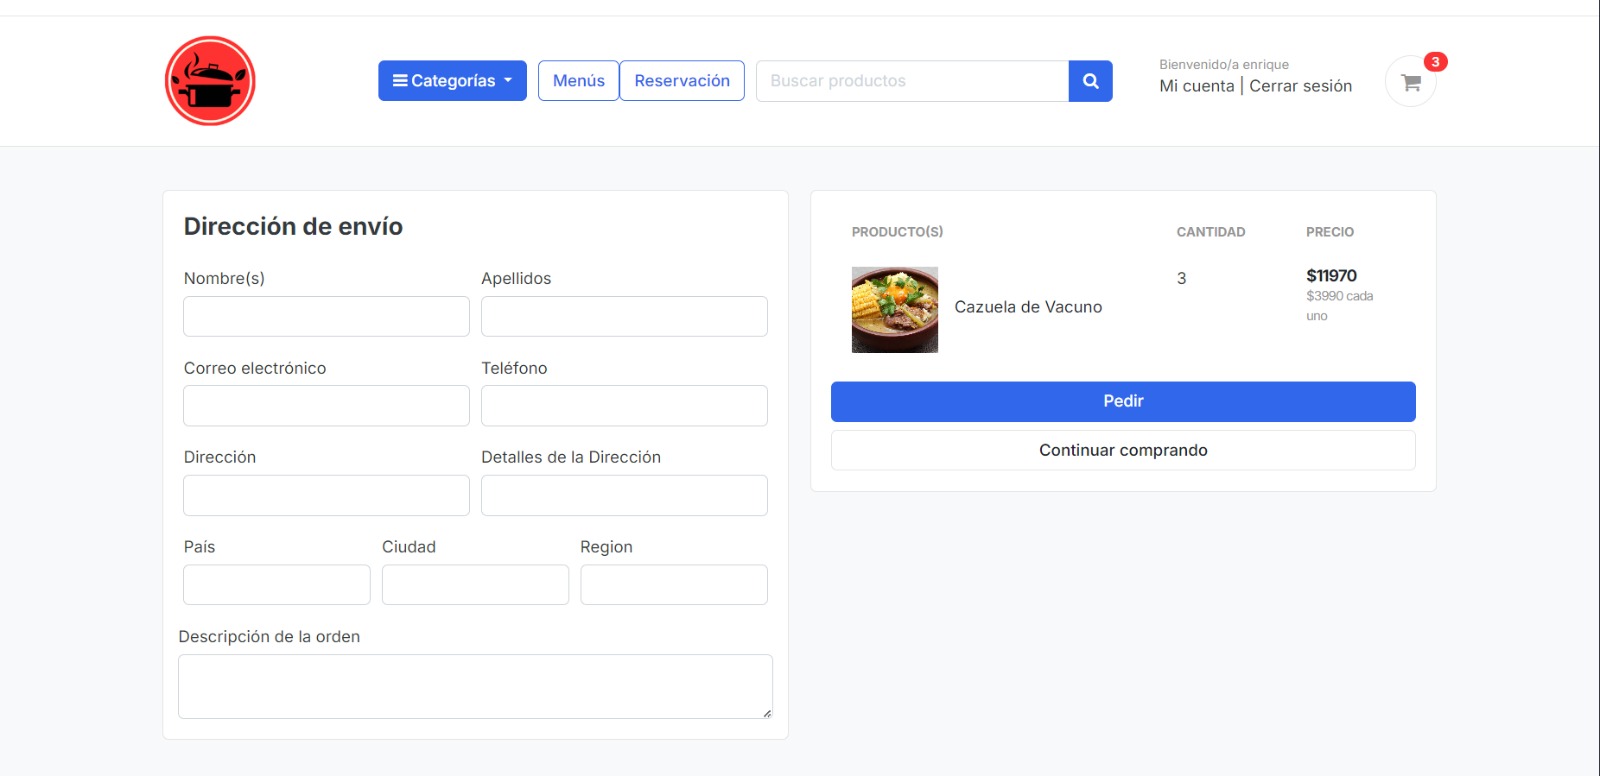 Categorías
Menús
Reservación
Buscar productos
Bienvenido/a enrique
Mi cuenta | Cerrar sesión
3
Dirección de envío
Nombre(s)
Apellidos
Correo electrónico
Teléfono
Dirección
Detalles de la Dirección
País
Ciudad
Region
Descripción de la orden
PRODUCTO(S)
CANTIDAD
PRECIO
Cazuela de Vacuno
3
$11970
$3990 cada
uno
Pedir
Continuar comprando